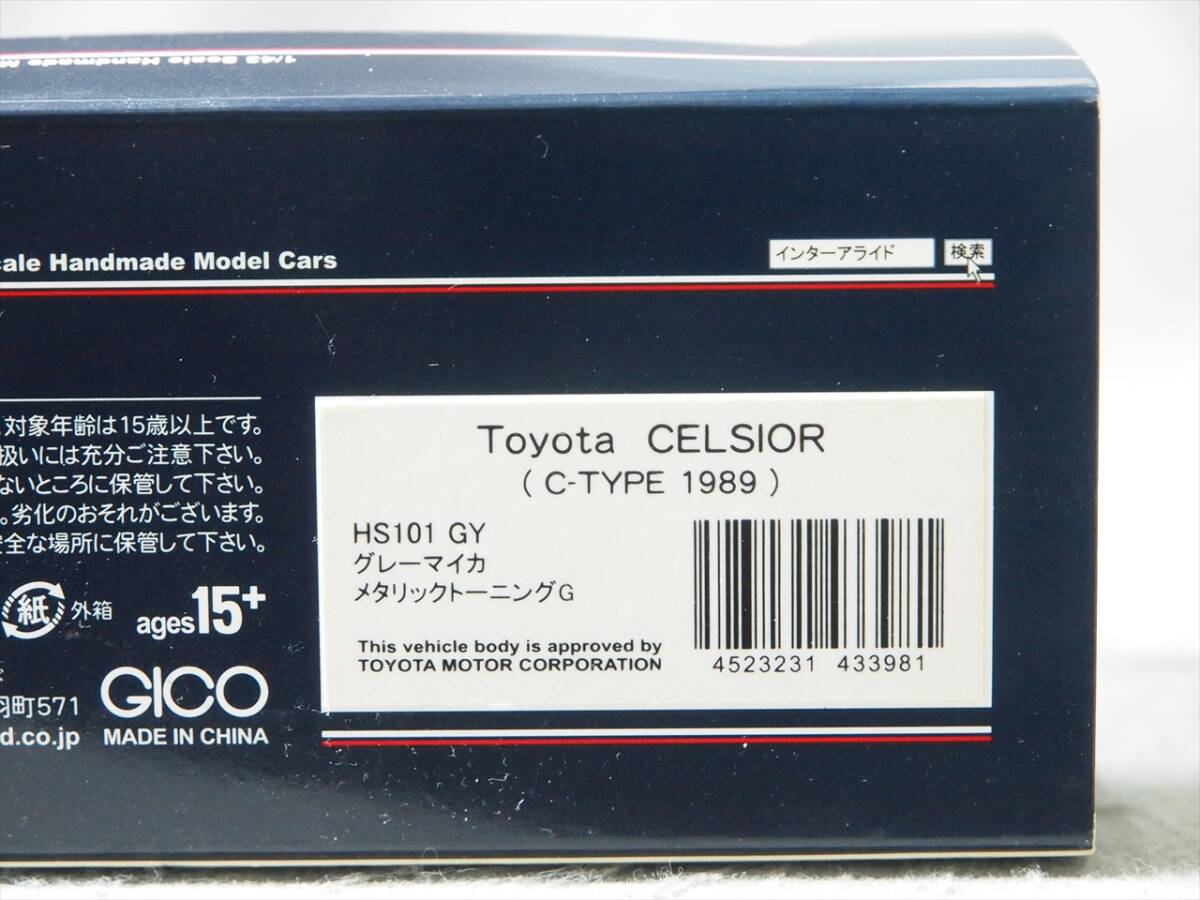 1/43 Scale Handmade M
cale Handmade Model Cars
インターアライド 検索
対象年齢は15歳以上です。
扱いには充分ご注意下さい。
ないところに保管して下さい。
。劣化のおそれがございます。
安全な場所に保管して下さい。
紙 外箱 ages15+
羽町571
d.co.jp
GICO
MADE IN CHINA
Toyota CELSIOR
( C-TYPE 1989 )
HS101 GY
グレーマイカ
メタリックトーニングG
This vehicle body is approved by
TOYOTA MOTOR CORPORATION
4523231 433981